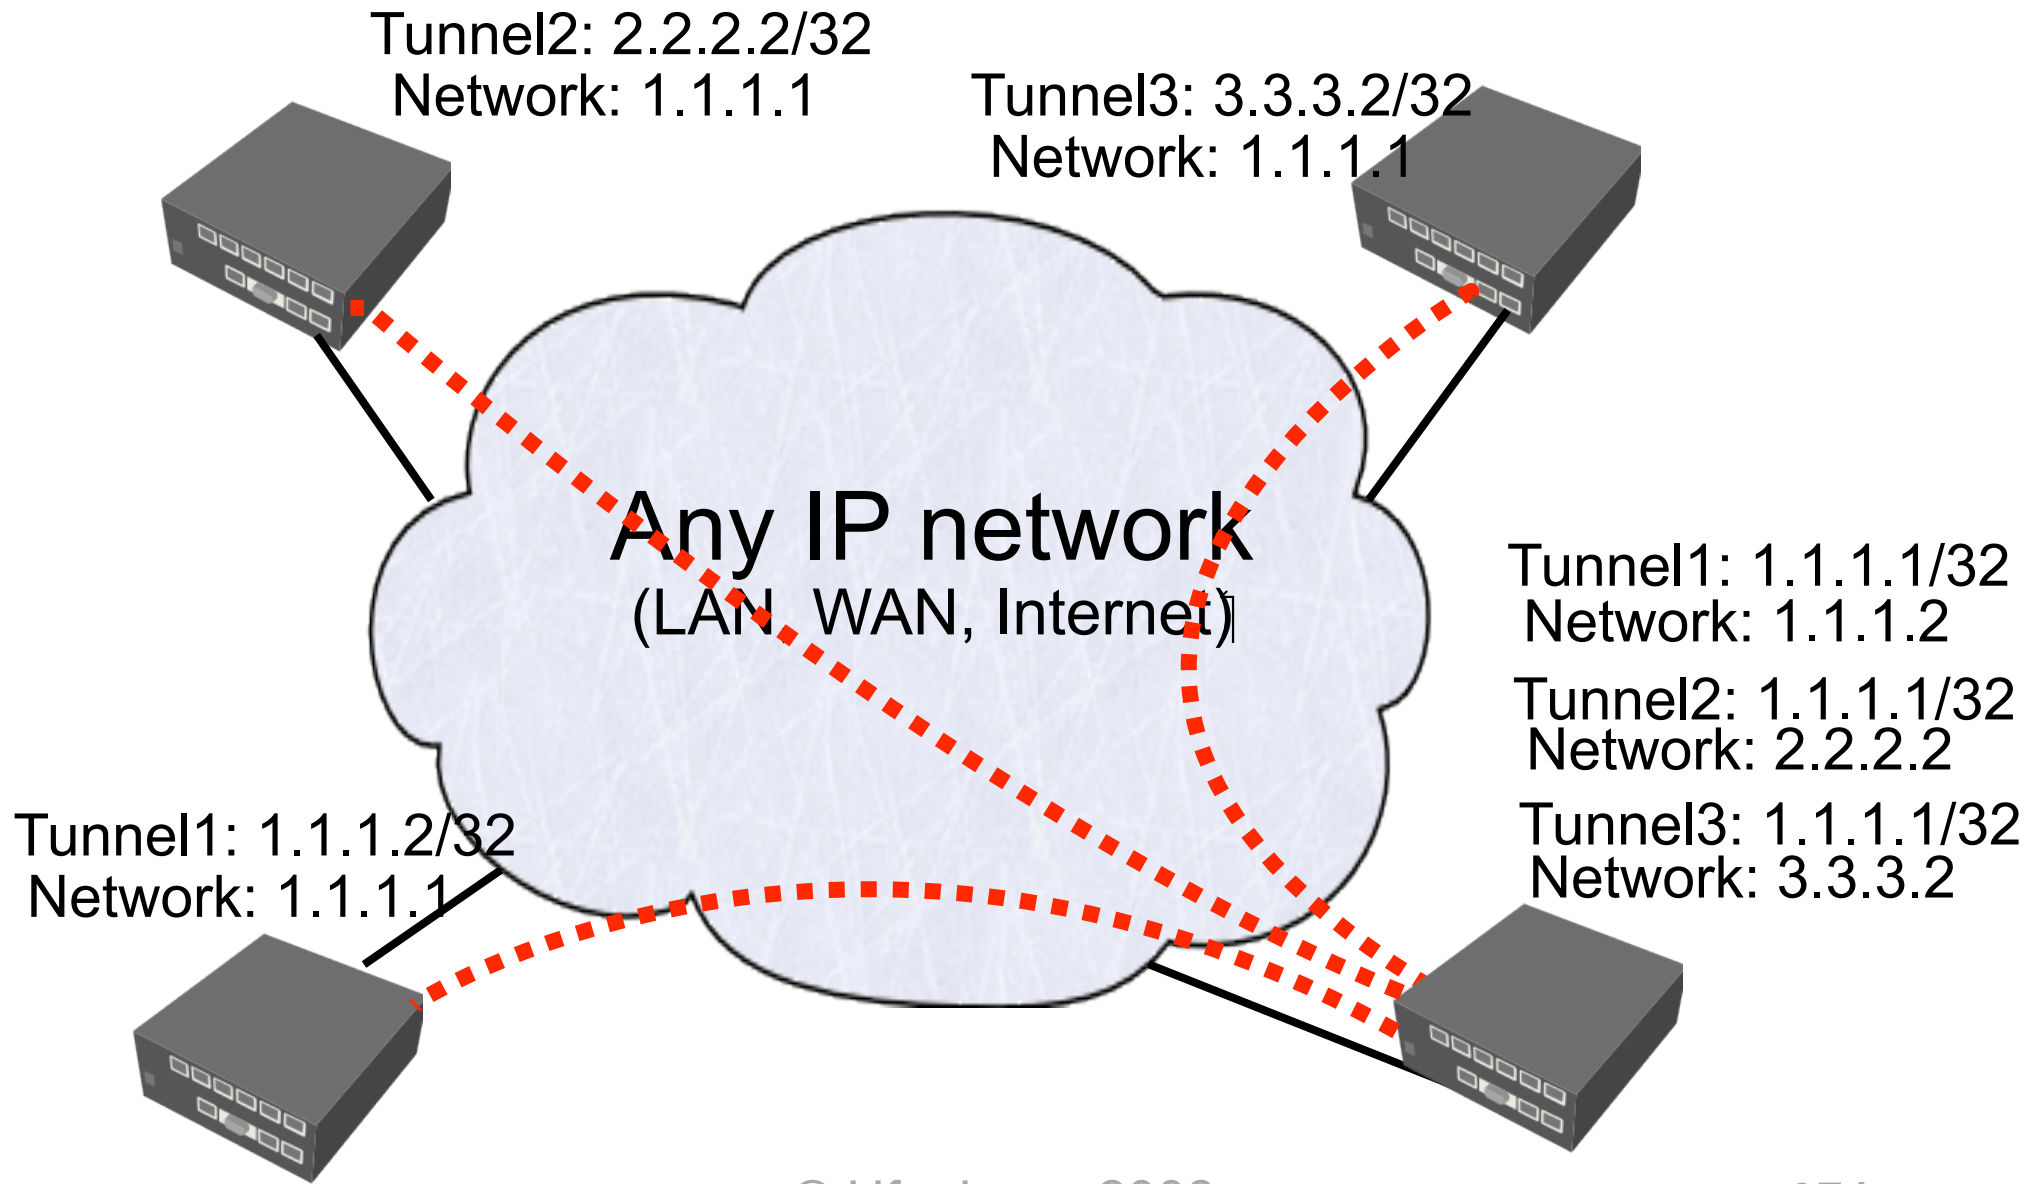 Tunnel2: 2.2.2.2/32
Network: 1.1.1.1
Tunnel3: 3.3.3.2/32
Network: 1.1.1.1
Any IP network
(LAN, WAN, Internet)
Tunnel1: 1.1.1.1/32
Network: 1.1.1.2
Tunnel2: 1.1.1.1/32
Network: 2.2.2.2
Tunnel3: 1.1.1.1/32
Network: 3.3.3.2
Tunnel1: 1.1.1.2/32
Network: 1.1.1.1